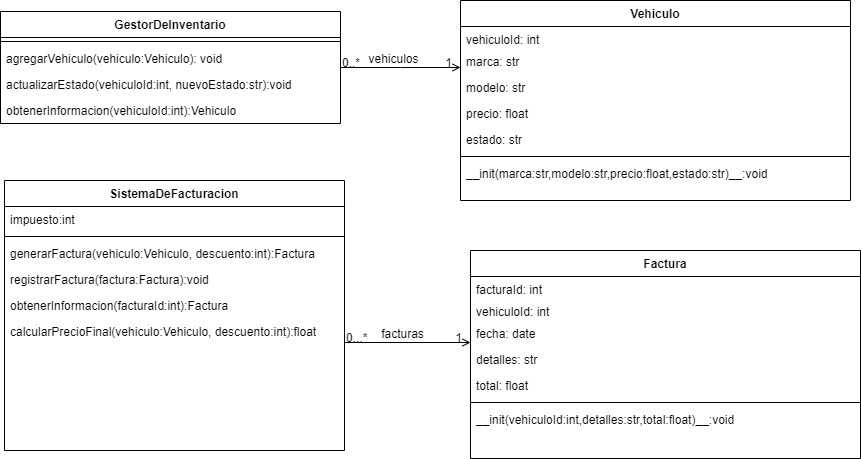 GestorDeInventario
agregarVehiculo(vehiculo:Vehiculo): void
actualizarEstado(vehiculoId:int, nuevoEstado:str):void
obtenerInformacion(vehiculoId:int):Vehiculo
0..* vehiculos 1
Vehiculo
vehiculoId: int
marca: str
modelo: str
precio: float
estado: str
__init(marca:str,modelo:str,precio:float,estado:str)__:void
SistemaDeFacturacion
impuesto:int
generarFactura(vehiculo:Vehiculo, descuento:int):Factura
registrarFactura(factura:Factura):void
obtenerInformacion(facturaId:int):Factura
calcularPrecioFinal(vehiculo:Vehiculo, descuento:int):float
0...* facturas 1
Factura
facturaId: int
vehiculoId: int
fecha: date
detalles: str
total: float
__init(vehiculoId:int,detalles:str,total:float)__:void